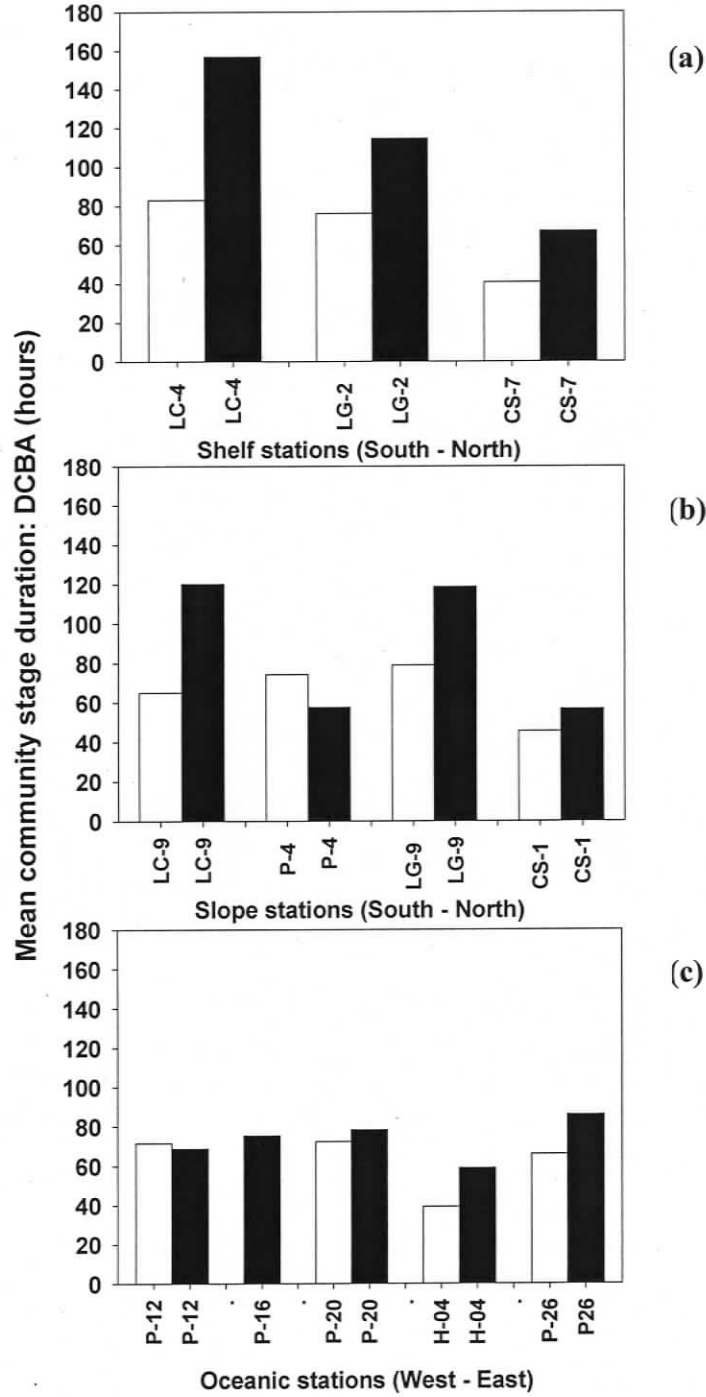 Mean community stage duration: DCBA (hours)
(a)
180
160
140
120
100
80
60
40
20
0
LC-4
LC-4
LG-2
LG-2
CS-7
CS-7
Shelf stations (South - North)
(b)
180
160
140
120
100
80
60
40
20
0
LC-9
LC-9
P-4
P-4
LG-9
LG-9
CS-1
CS-1
Slope stations (South - North)
(c)
180
160
140
120
100
80
60
40
20
0
P-12
P-12
P-16
P-20
P-20
H-04
H-04
P-26
P26
Oceanic stations (West - East)